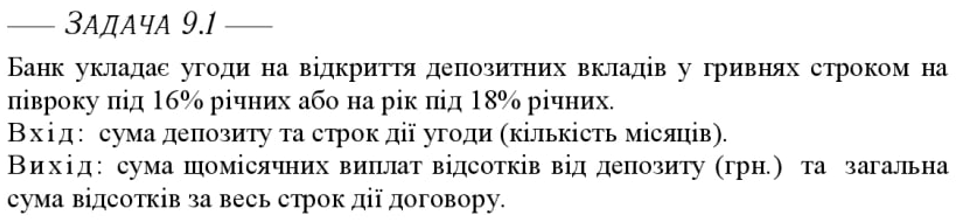 —— ЗАДАЧА 9.1 ——
Банк укладає угоди на відкриття депозитних вкладів у гривнях строком на
півроку під 16% річних або на рік під 18% річних.
Вхід: сума депозиту та строк дії угоди (кількість місяців).
Вихід: сума щомісячних виплат відсотків від депозиту (грн.) та загальна
сума відсотків за весь строк дії договору.